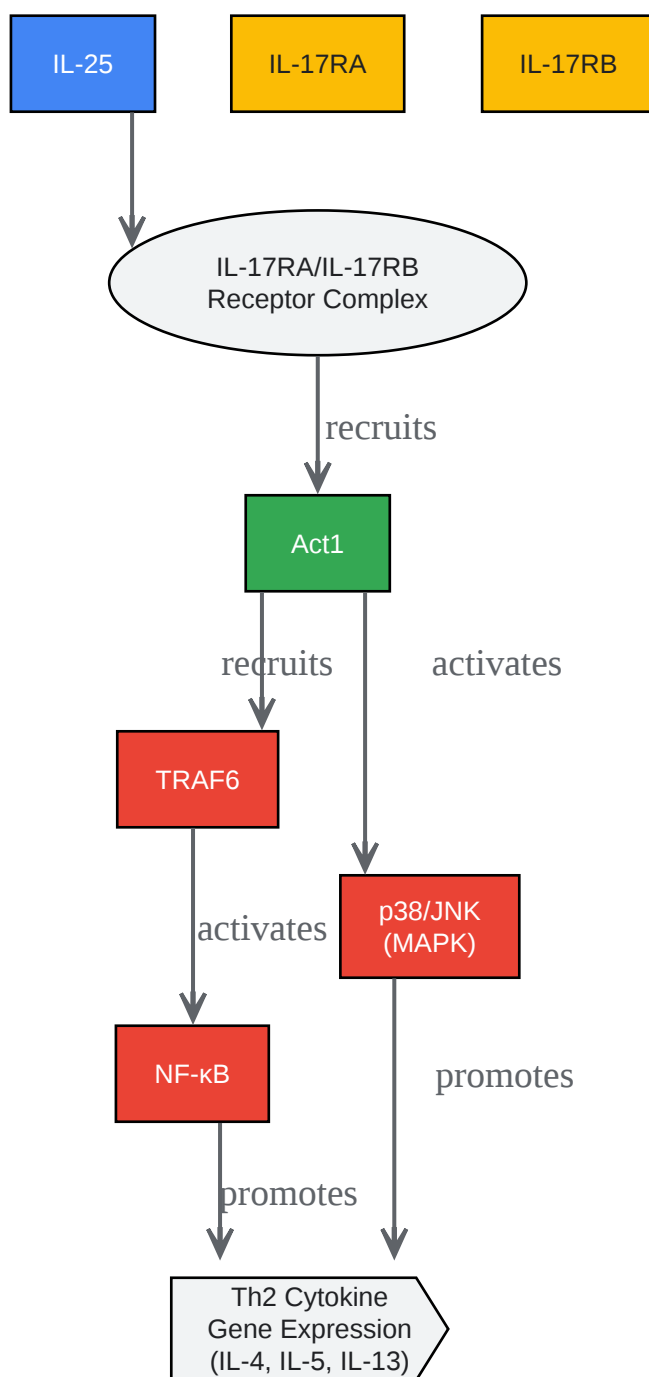 IL-25
IL-17RA
IL-17RB
IL-17RA/IL-17RB
Receptor Complex
recruits
Act1
recruits
activates
TRAF6
p38/JNK
(MAPK)
activates
NF-κB
promotes
promotes
Th2 Cytokine
Gene Expression
(IL-4, IL-5, IL-13)